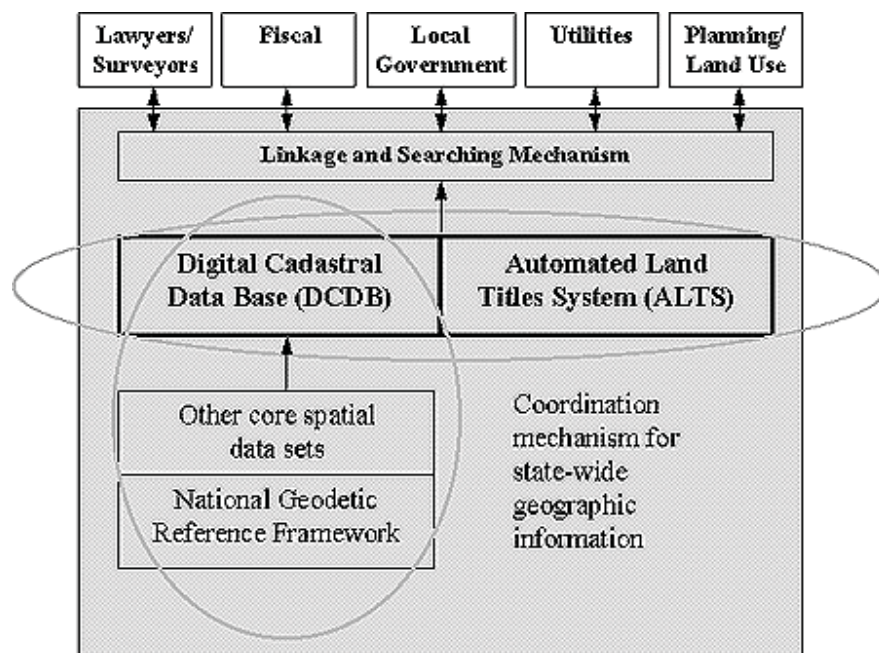 Lawyers/
Surveyors
Fiscal
Local
Government
Utilities
Planning/
Land Use
Linkage and Searching Mechanism
Digital Cadastral
Data Base (DCDB)
Automated Land
Titles System (ALTS)
Other core spatial
data sets
National Geodetic
Reference Framework
Coordination
mechanism for
state-wide
geographic
information